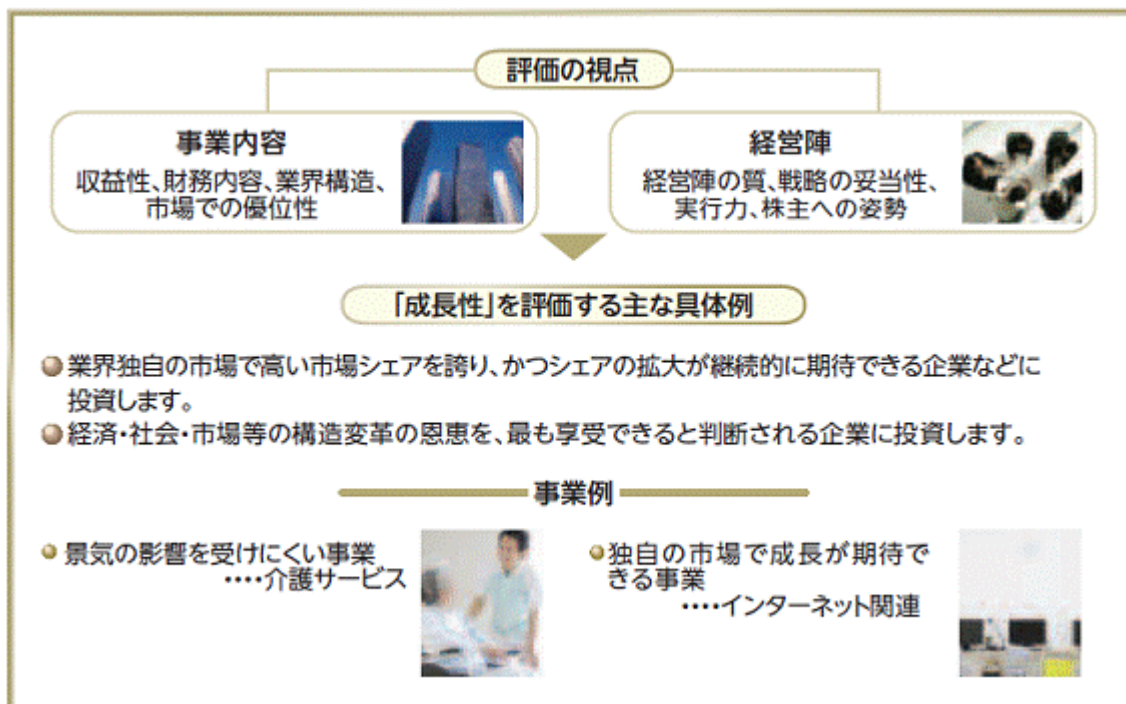 評価の視点
事業内容
収益性、財務内容、業界構造、
市場での優位性
経営陣
経営陣の質、戦略の妥当性、
実行力、株主への姿勢
「成長性」を評価する主な具体例
業界独自の市場で高い市場シェアを誇り、かつシェアの拡大が継続的に期待できる企業などに
投資します。
経済・社会・市場等の構造変革の恩恵を、最も享受できると判断される企業に投資します。
事業例
景気の影響を受けにくい事業
････介護サービス
独自の市場で成長が期待で
きる事業
････インターネット関連